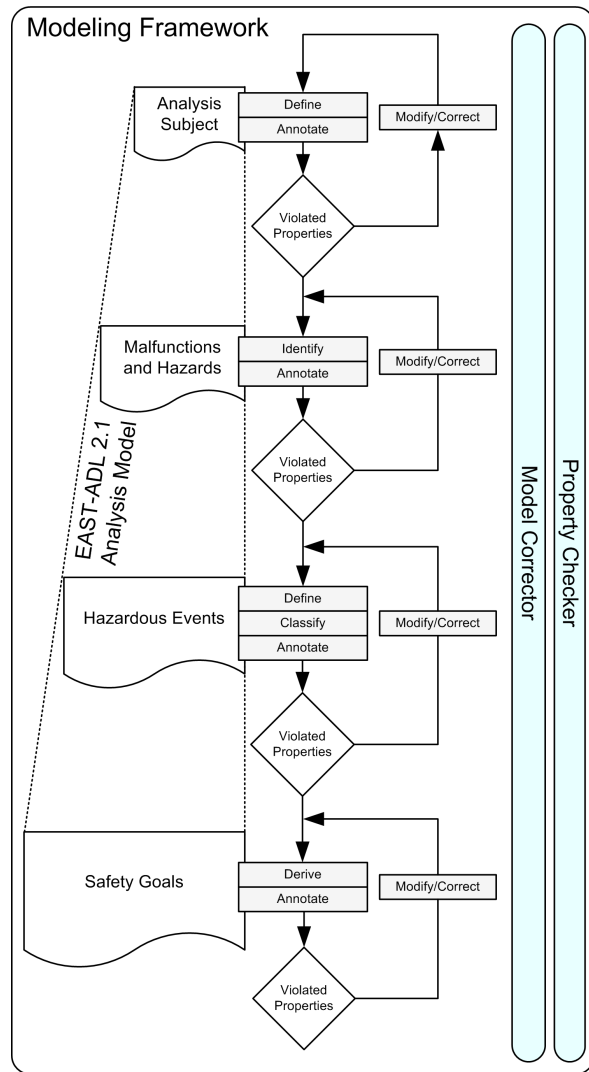 Modeling Framework
Analysis
Subject
Define
Annotate
Modify/Correct
Violated
Properties
Malfunctions
and Hazards
Identify
Annotate
Modify/Correct
Violated
Properties
EAST-ADL 2.1
Analysis Model
Hazardous Events
Define
Classify
Annotate
Modify/Correct
Violated
Properties
Safety Goals
Derive
Annotate
Modify/Correct
Violated
Properties
Model Corrector
Property Checker